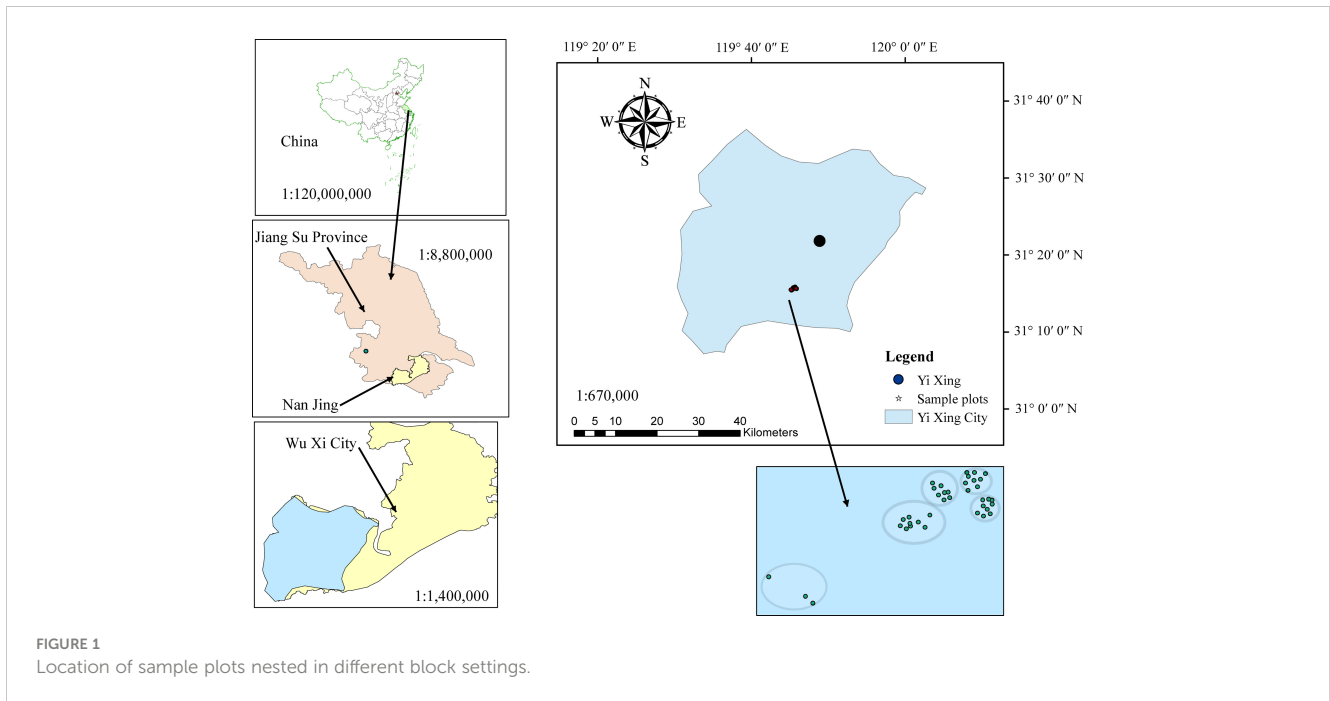 China
1:120,000,000
Jiang Su Province
1:8,800,000
Nan Jing
Wu Xi City
1:1,400,000
119° 20′ 0″ E
119° 40′ 0″ E
120° 0′ 0″ E
N
W
E
S
31° 40′ 0″ N
31° 30′ 0″ N
31° 20′ 0″ N
31° 10′ 0″ N
31° 0′ 0″ N
Legend
Yi Xing
Sample plots
Yi Xing City
1:670,000
0 5 10 20 30 40
Kilometers
FIGURE 1
Location of sample plots nested in different block settings.